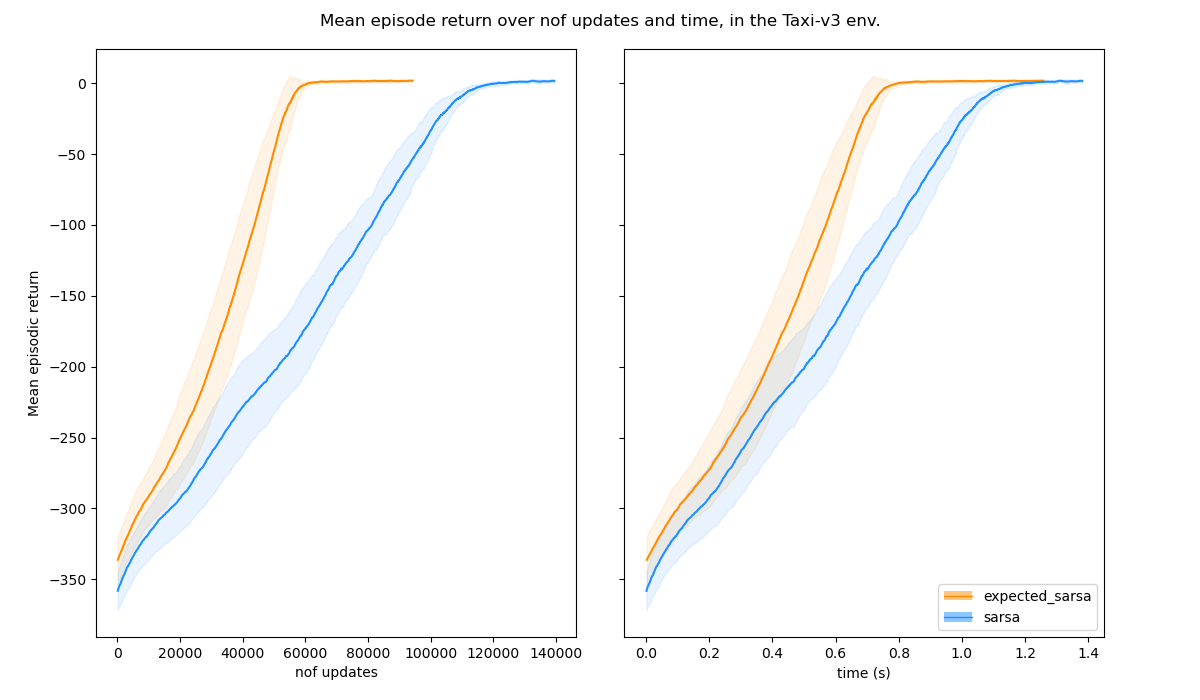 Mean episode return over nof updates and time, in the Taxi-v3 env.
Mean episodic return
0
−50
−100
−150
−200
−250
−300
−350
0 20000 40000 60000 80000 100000 120000 140000
nof updates
0.0 0.2 0.4 0.6 0.8 1.0 1.2 1.4
time (s)
expected_sarsa
sarsa